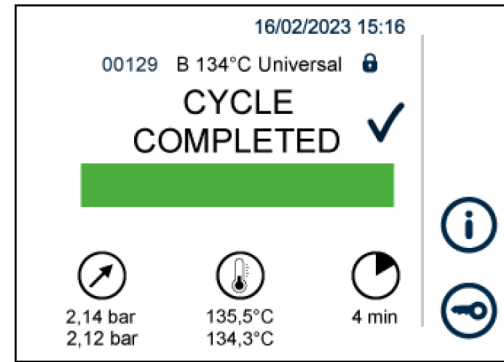 16/02/2023 15:16
00129 B 134°C Universal
CYCLE
COMPLETED
2,14 bar 135,5°C 4 min
2,12 bar 134,3°C